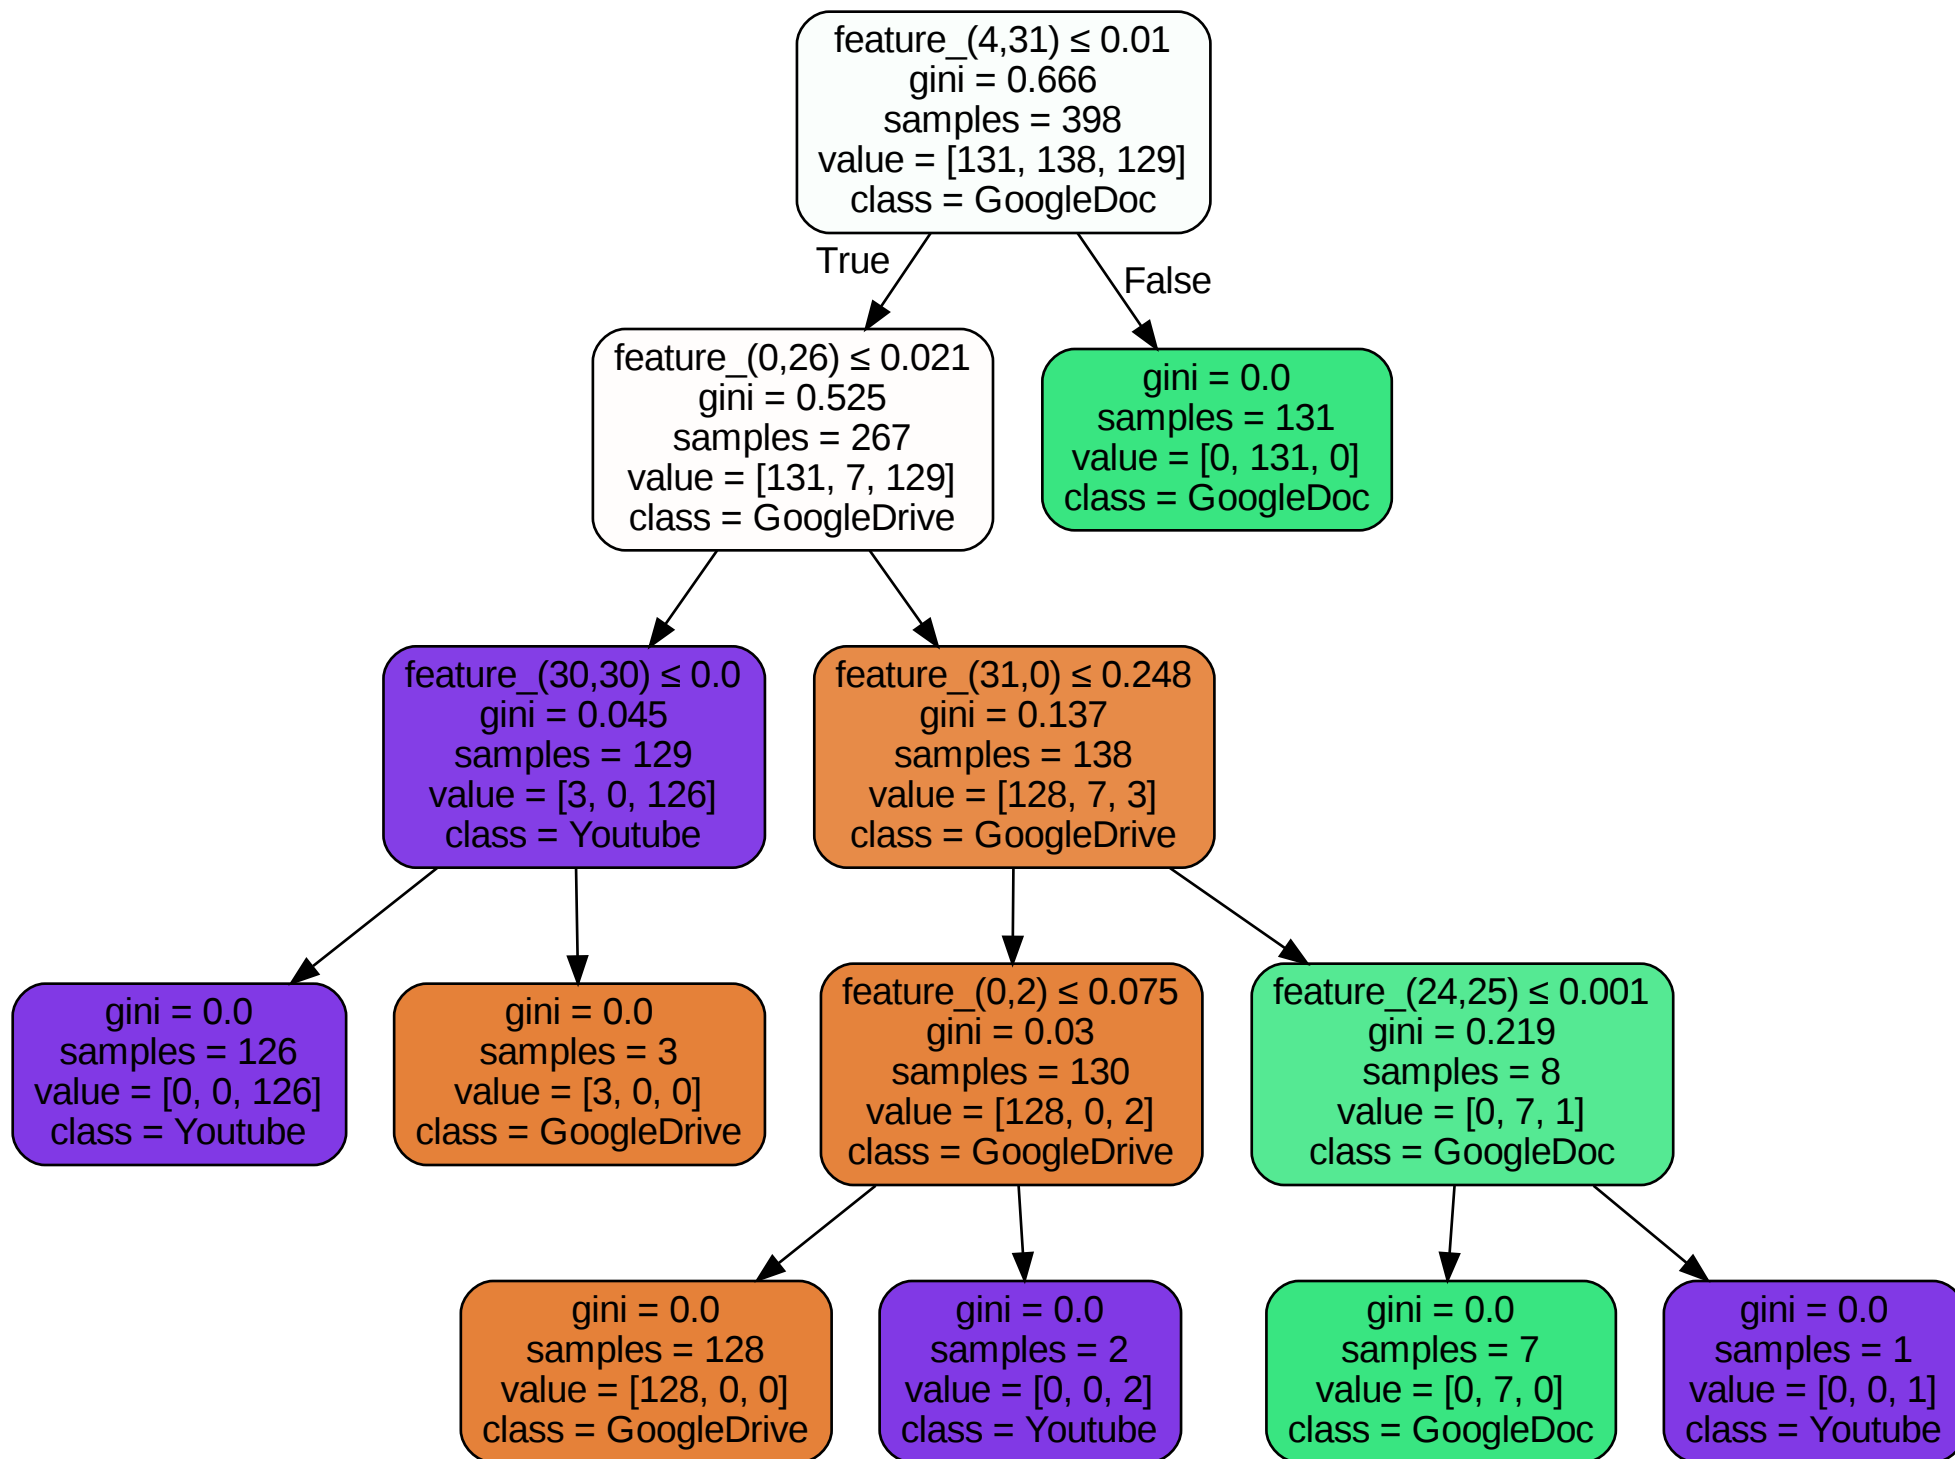 feature_(4,31) ≤ 0.01
gini = 0.666
samples = 398
value = [131, 138, 129]
class = GoogleDoc
True
False
feature_(0,26) ≤ 0.021
gini = 0.525
samples = 267
value = [131, 7, 129]
class = GoogleDrive
gini = 0.0
samples = 131
value = [0, 131, 0]
class = GoogleDoc
feature_(30,30) ≤ 0.0
gini = 0.045
samples = 129
value = [3, 0, 126]
class = Youtube
feature_(31,0) ≤ 0.248
gini = 0.137
samples = 138
value = [128, 7, 3]
class = GoogleDrive
gini = 0.0
samples = 126
value = [0, 0, 126]
class = Youtube
gini = 0.0
samples = 3
value = [3, 0, 0]
class = GoogleDrive
feature_(0,2) ≤ 0.075
gini = 0.03
samples = 130
value = [128, 0, 2]
class = GoogleDrive
feature_(24,25) ≤ 0.001
gini = 0.219
samples = 8
value = [0, 7, 1]
class = GoogleDoc
gini = 0.0
samples = 128
value = [128, 0, 0]
class = GoogleDrive
gini = 0.0
samples = 2
value = [0, 0, 2]
class = Youtube
gini = 0.0
samples = 7
value = [0, 7, 0]
class = GoogleDoc
gini = 0.0
samples = 1
value = [0, 0, 1]
class = Youtube